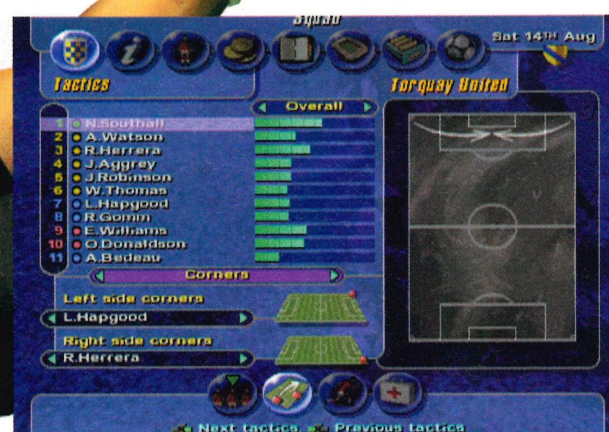 Squad
Sat 14TH Aug
Tactics
Torquay United
Overall
1 N.Southall
2 A.Watson
3 R.Herrera
4 J.Aggrey
5 J.Robinson
6 W.Thomas
7 L.Hapgood
8 R.Gomm
9 E.Williams
10 O.Donaldson
11 A.Bedeau
Corners
Left side corners
L.Hapgood
Right side corners
R.Herrera
Next tactics Previous tactics